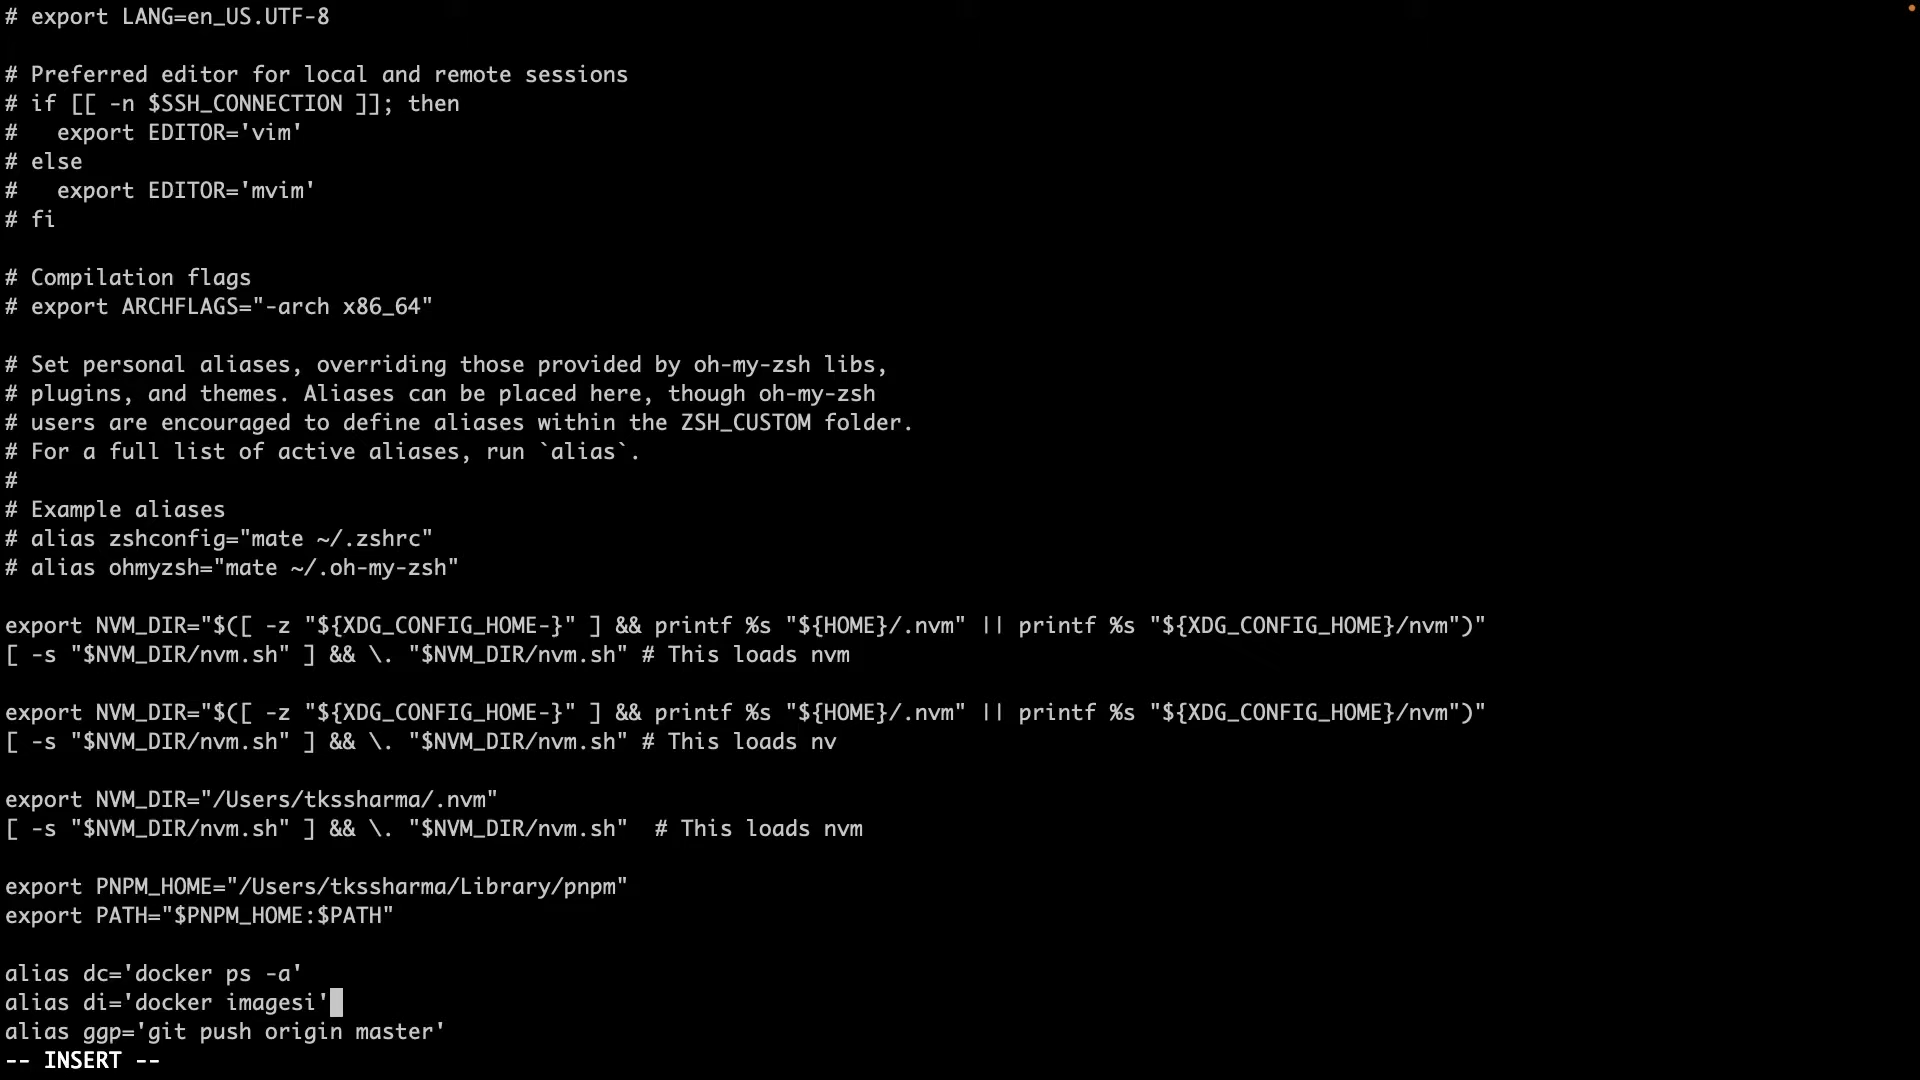 # export LANG=en_US.UTF-8
# Preferred editor for local and remote sessions
# if [[ -n $SSH_CONNECTION ]]; then
#   export EDITOR='vim'
# else
#   export EDITOR='mvim'
# fi
# Compilation flags
# export ARCHFLAGS="-arch x86_64"
# Set personal aliases, overriding those provided by oh-my-zsh libs,
# plugins, and themes. Aliases can be placed here, though oh-my-zsh
# users are encouraged to define aliases within the ZSH_CUSTOM folder.
# For a full list of active aliases, run `alias`.
#
# Example aliases
# alias zshconfig="mate ~/.zshrc"
# alias ohmyzsh="mate ~/.oh-my-zsh"
export NVM_DIR="$([ -z "${XDG_CONFIG_HOME-}" ] && printf %s "${HOME}/.nvm" || printf %s "${XDG_CONFIG_HOME}/nvm")"
[ -s "$NVM_DIR/nvm.sh" ] && \. "$NVM_DIR/nvm.sh" # This loads nvm
export NVM_DIR="$([ -z "${XDG_CONFIG_HOME-}" ] && printf %s "${HOME}/.nvm" || printf %s "${XDG_CONFIG_HOME}/nvm")"
[ -s "$NVM_DIR/nvm.sh" ] && \. "$NVM_DIR/nvm.sh" # This loads nv
export NVM_DIR="/Users/tkssharma/.nvm"
[ -s "$NVM_DIR/nvm.sh" ] && \. "$NVM_DIR/nvm.sh"  # This loads nvm
export PNPM_HOME="/Users/tkssharma/Library/pnpm"
export PATH="$PNPM_HOME:$PATH"
alias dc='docker ps -a'
alias di='docker imagesi'
alias ggp='git push origin master'
-- INSERT --